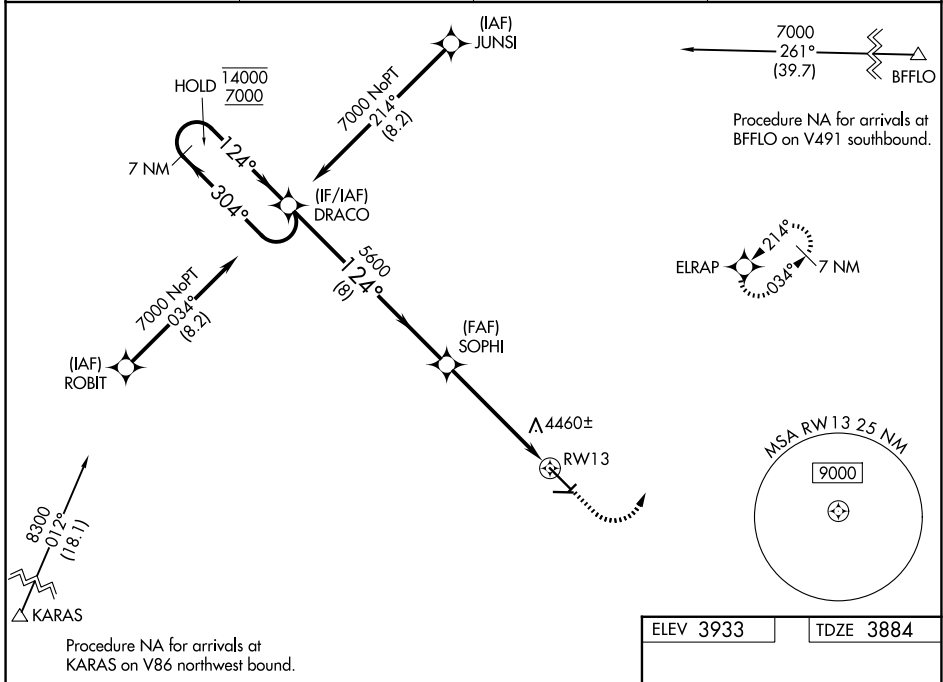 (IAF)
JUNSI
7000 NoPT
214°
(8.2)
7000
261°
(39.7)
BFFLO
Procedure NA for arrivals at
BFFLO on V491 southbound.
HOLD
14000
7000
7 NM
124°
304°
(IF/IAF)
DRACO
5600
124°
(8)
ELRAP
214°
034°
7 NM
7000 NoPT
034°
(8.2)
(IAF)
ROBIT
(FAF)
SOPHI
4460±
RW13
MSA RW13 25 NM
9000
8300
012°
(18.1)
KARAS
Procedure NA for arrivals at
KARAS on V86 northwest bound.
ELEV 3933
TDZE 3884